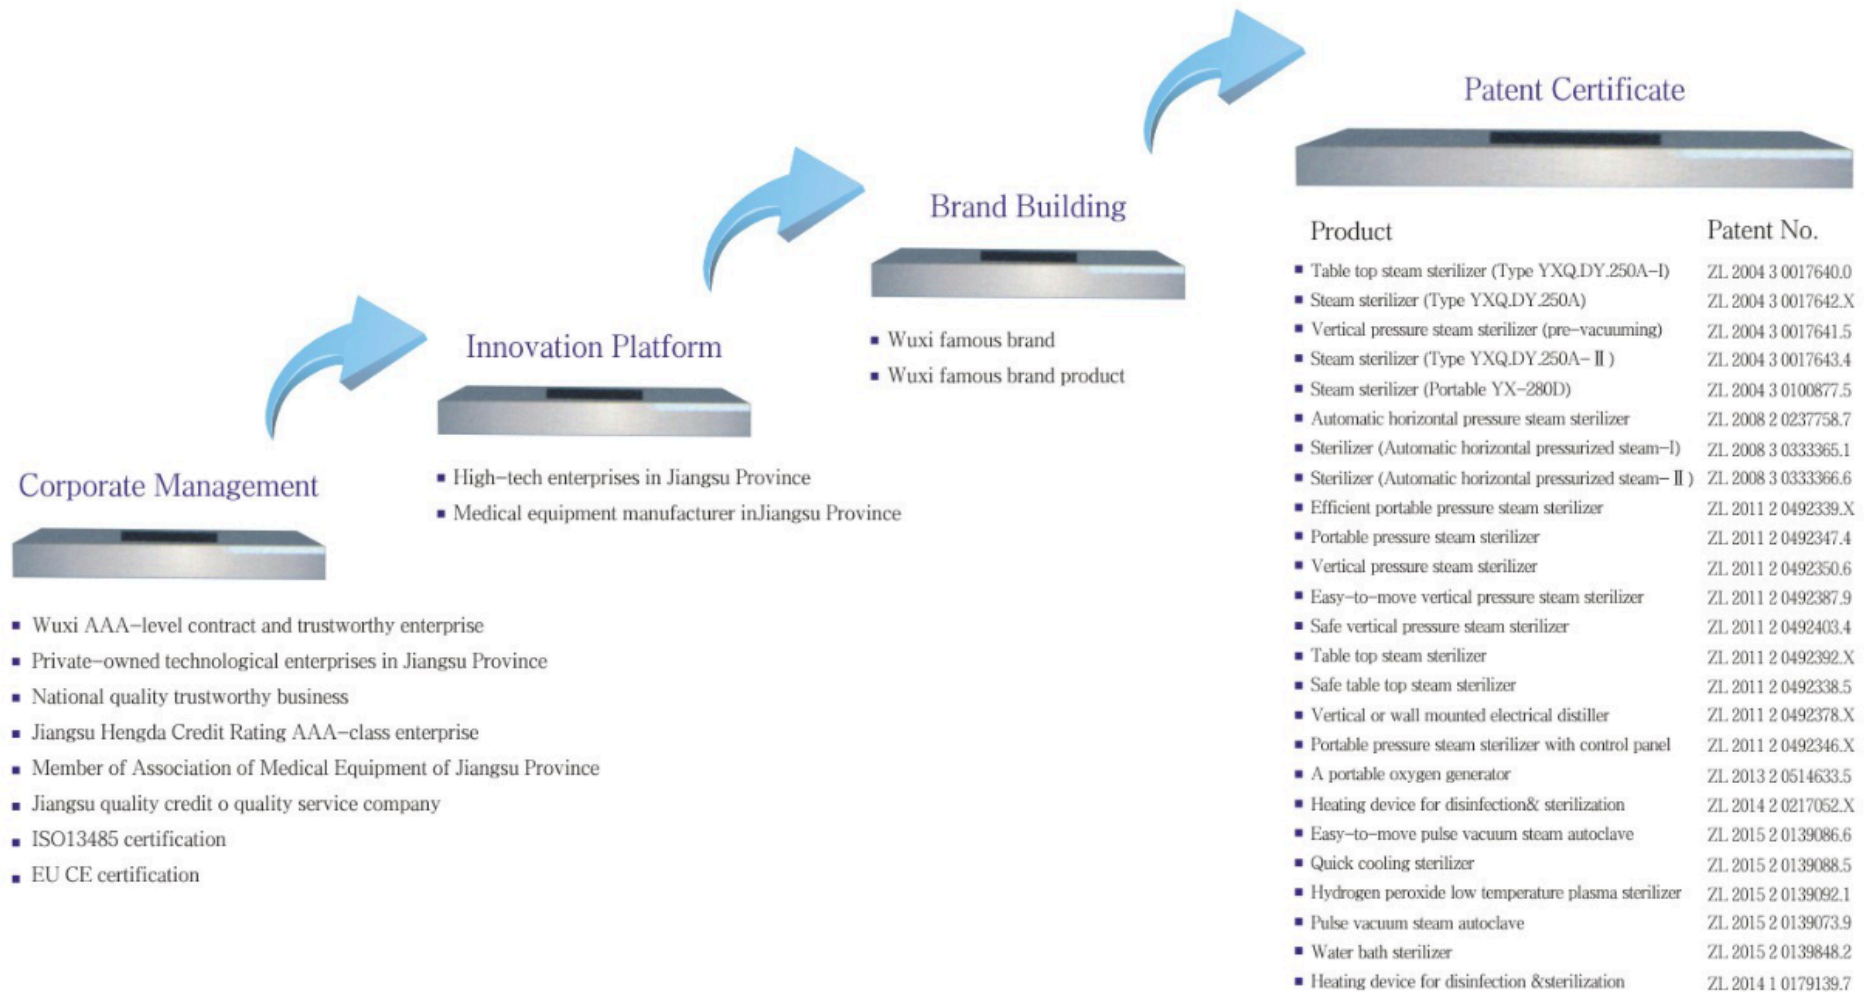 Corporate Management
■ Wuxi AAA-level contract and trustworthy enterprise
■ Private-owned technological enterprises in Jiangsu Province
■ National quality trustworthy business
■ Jiangsu Hengda Credit Rating AAA-class enterprise
■ Member of Association of Medical Equipment of Jiangsu Province
■ Jiangsu quality credit o quality service company
■ ISO13485 certification
■ EU CE certification
Innovation Platform
■ High-tech enterprises in Jiangsu Province
■ Medical equipment manufacturer inJiangsu Province
Brand Building
■ Wuxi famous brand
■ Wuxi famous brand product
Patent Certificate
Product Patent No.
■ Table top steam sterilizer (Type YXQ.DY.250A-I) ZL 2004 3 0017640.0
■ Steam sterilizer (Type YXQ.DY.250A) ZL 2004 3 0017642.X
■ Vertical pressure steam sterilizer (pre-vacuuming) ZL 2004 3 0017641.5
■ Steam sterilizer (Type YXQ.DY.250A-Ⅱ) ZL 2004 3 0017643.4
■ Steam sterilizer (Portable YX-280D) ZL 2004 3 0100877.5
■ Automatic horizontal pressure steam sterilizer ZL 2008 2 0237758.7
■ Sterilizer (Automatic horizontal pressurized steam-I) ZL 2008 3 0333365.1
■ Sterilizer (Automatic horizontal pressurized steam-Ⅱ) ZL 2008 3 0333366.6
■ Efficient portable pressure steam sterilizer ZL 2011 2 0492339.X
■ Portable pressure steam sterilizer ZL 2011 2 0492347.4
■ Vertical pressure steam sterilizer ZL 2011 2 0492350.6
■ Easy-to-move vertical pressure steam sterilizer ZL 2011 2 0492387.9
■ Safe vertical pressure steam sterilizer ZL 2011 2 0492403.4
■ Table top steam sterilizer ZL 2011 2 0492392.X
■ Safe table top steam sterilizer ZL 2011 2 0492338.5
■ Vertical or wall mounted electrical distiller ZL 2011 2 0492378.X
■ Portable pressure steam sterilizer with control panel ZL 2011 2 0492346.X
■ A portable oxygen generator ZL 2013 2 0514633.5
■ Heating device for disinfection& sterilization ZL 2014 2 0217052.X
■ Easy-to-move pulse vacuum steam autoclave ZL 2015 2 0139086.6
■ Quick cooling sterilizer ZL 2015 2 0139088.5
■ Hydrogen peroxide low temperature plasma sterilizer ZL 2015 2 0139092.1
■ Pulse vacuum steam autoclave ZL 2015 2 0139073.9
■ Water bath sterilizer ZL 2015 2 0139848.2
■ Heating device for disinfection &sterilization ZL 2014 1 0179139.7